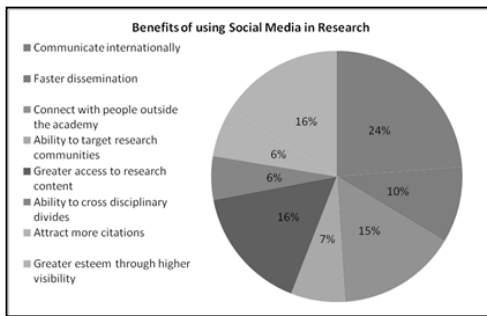 Benefits of using Social Media in Research
Communicate internationally
Faster dissemination
Connect with people outside
the academy
Ability to target research
communities
Greater access to research
content
Ability to cross disciplinary
divides
Attract more citations
Greater esteem through higher
visibility
24%
10%
15%
7%
16%
6%
6%
16%